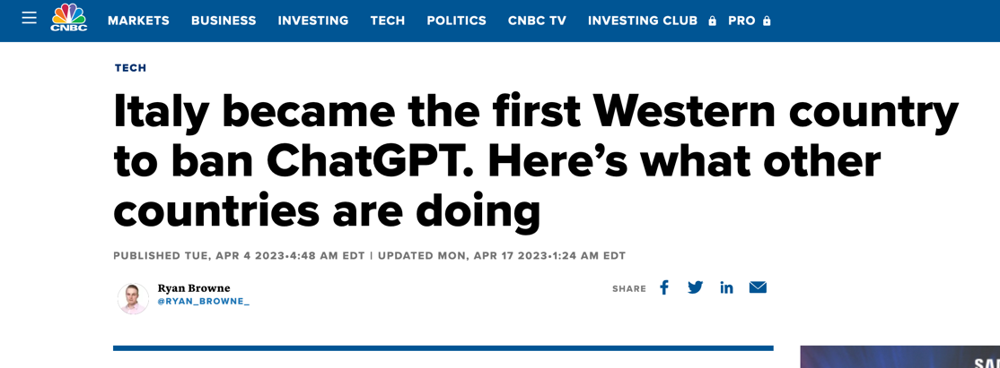 CNBC MARKETS BUSINESS INVESTING TECH POLITICS CNBC TV INVESTING CLUB PRO
TECH
Italy became the first Western country
to ban ChatGPT. Here’s what other
countries are doing
PUBLISHED TUE, APR 4 2023•4:48 AM EDT | UPDATED MON, APR 17 2023•1:24 AM EDT
Ryan Browne
@RYAN_BROWNE_
SHARE